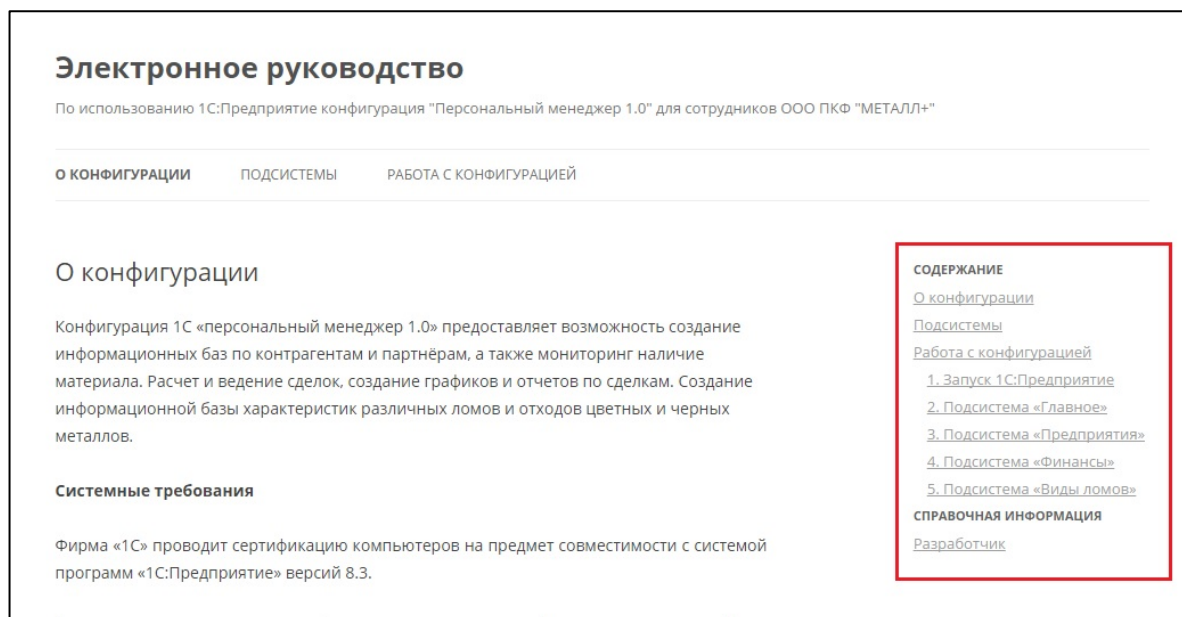 Электронное руководство
По использованию 1С:Предприятие конфигурация "Персональный менеджер 1.0" для сотрудников ООО ПКФ "МЕТАЛЛ+"
О КОНФИГУРАЦИИ ПОДСИСТЕМЫ РАБОТА С КОНФИГУРАЦИЕЙ
О конфигурации
Конфигурация 1С «персональный менеджер 1.0» предоставляет возможность создание
информационных баз по контрагентам и партнёрам, а также мониторинг наличие
материала. Расчет и ведение сделок, создание графиков и отчетов по сделкам. Создание
информационной базы характеристик различных ломов и отходов цветных и черных
металлов.
Системные требования
Фирма «1С» проводит сертификацию компьютеров на предмет совместимости с системой
программ «1С:Предприятие» версий 8.3.
СОДЕРЖАНИЕ
О конфигурации
Подсистемы
Работа с конфигурацией
1. Запуск 1С:Предприятие
2. Подсистема «Главное»
3. Подсистема «Предприятия»
4. Подсистема «Финансы»
5. Подсистема «Виды ломов»
СПРАВОЧНАЯ ИНФОРМАЦИЯ
Разработчик